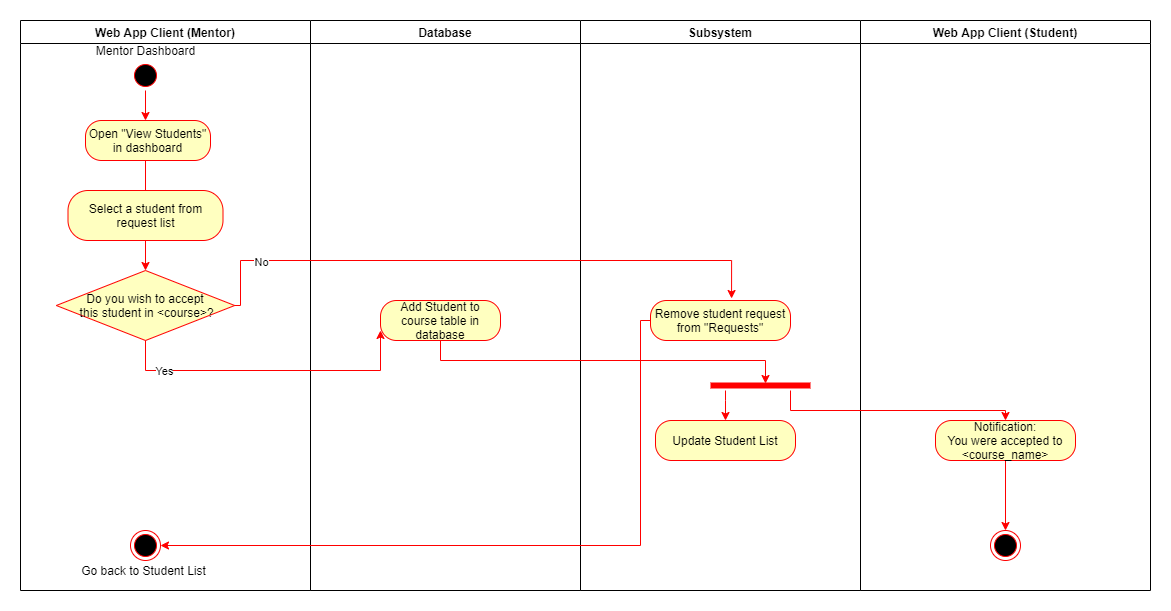 Web App Client (Mentor)
Database
Subsystem
Web App Client (Student)
Mentor Dashboard
Open "View Students"
in dashboard
Select a student from
request list
Do you wish to accept
this student in <course>?
No
Yes
Add Student to
course table in
database
Remove student request
from "Requests"
Update Student List
Notification:
You were accepted to
<course_name>
Go back to Student List